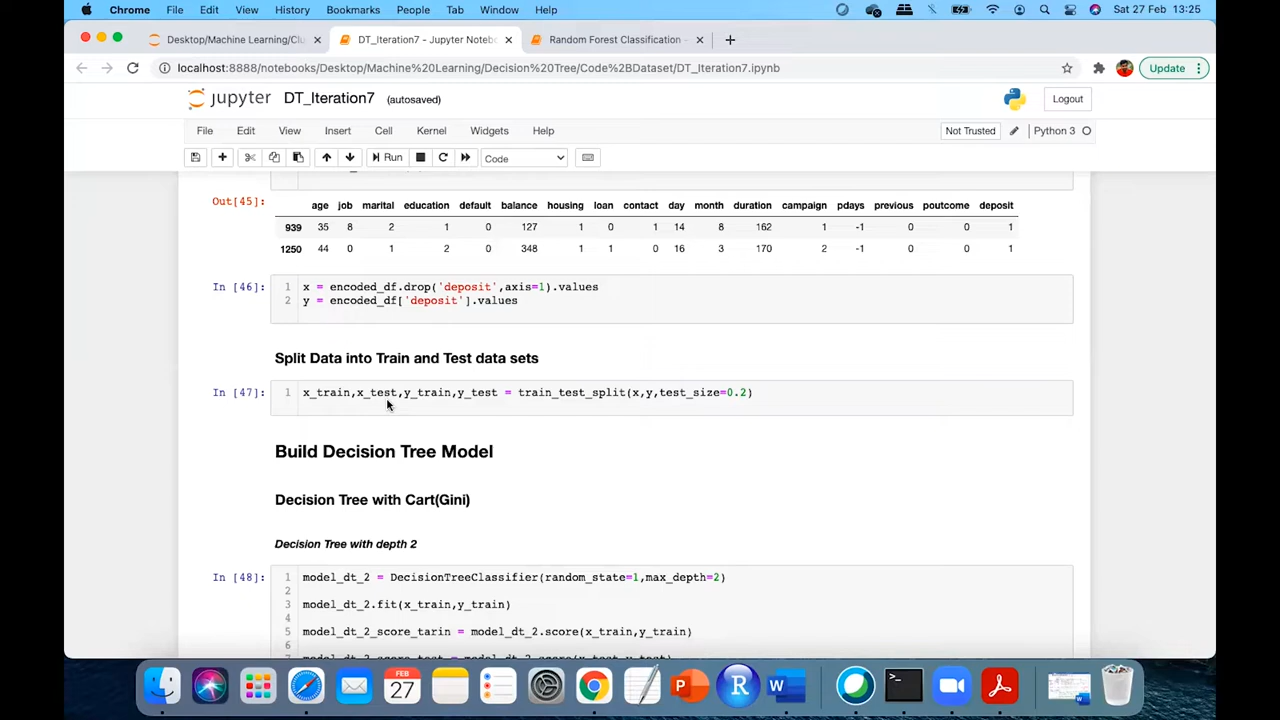 Chrome File Edit View History Bookmarks People Tab Window Help Sat 27 Feb 13:25
Desktop/Machine Learning/Clu DT_Iteration7 - Jupyter Noteb Random Forest Classification -
localhost:8888/notebooks/Desktop/Machine%20Learning/Decision%20Tree/Code%2BDataset/DT_Iteration7.ipynb Update
jupyter DT_Iteration7 (autosaved) Logout
File Edit View Insert Cell Kernel Widgets Help Not Trusted Python 3
Run Code
Out[45]:
age job marital education default balance housing loan contact day month duration campaign pdays previous poutcome deposit
939 35 8 2 1 0 127 1 0 1 14 8 162 1 -1 0 0 1
1250 44 0 1 2 0 348 1 1 0 16 3 170 2 -1 0 0 1
In [46]: 1 x = encoded_df.drop('deposit',axis=1).values
2 y = encoded_df['deposit'].values
Split Data into Train and Test data sets
In [47]: 1 x_train,x_test,y_train,y_test = train_test_split(x,y,test_size=0.2)
Build Decision Tree Model
Decision Tree with Cart(Gini)
Decision Tree with depth 2
In [48]: 1 model_dt_2 = DecisionTreeClassifier(random_state=1,max_depth=2)
2
3 model_dt_2.fit(x_train,y_train)
4
5 model_dt_2_score_tarin = model_dt_2.score(x_train,y_train)
6
FEB
27